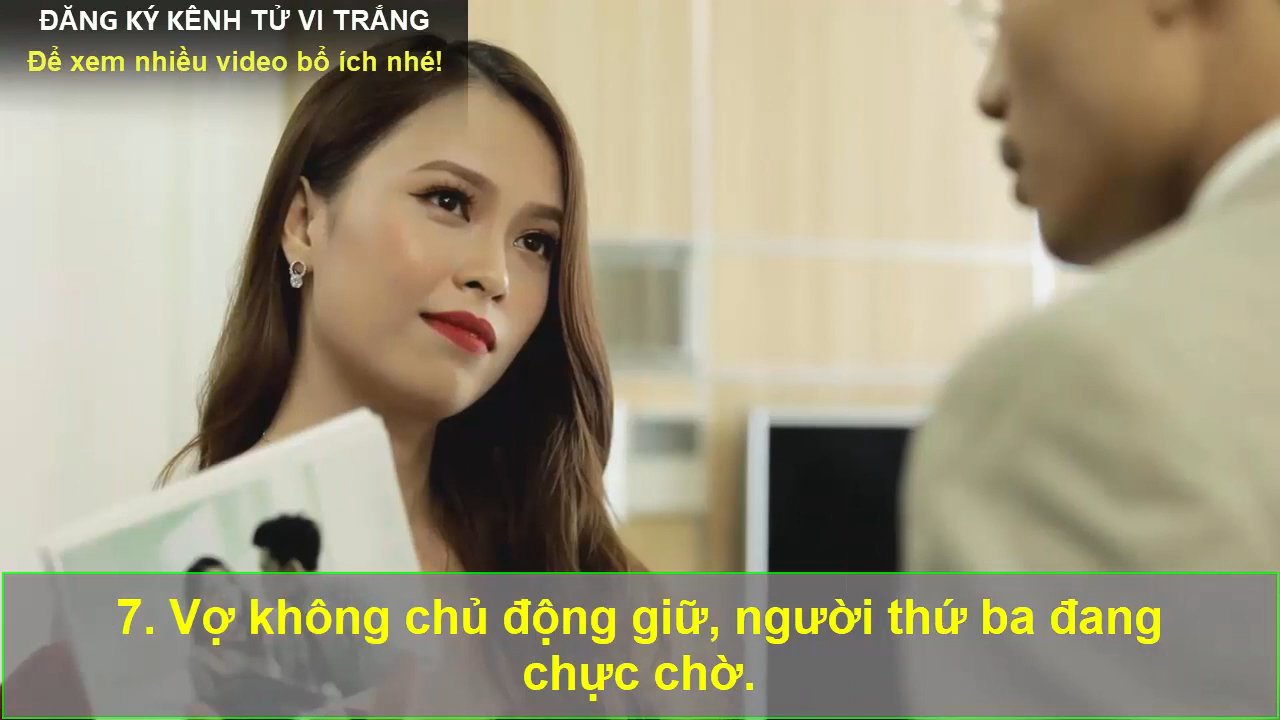 ĐĂNG KÝ KÊNH TỬ VI TRẮNG
Để xem nhiều video bổ ích nhé!
7. Vợ không chủ động giữ, người thứ ba đang
chực chờ.